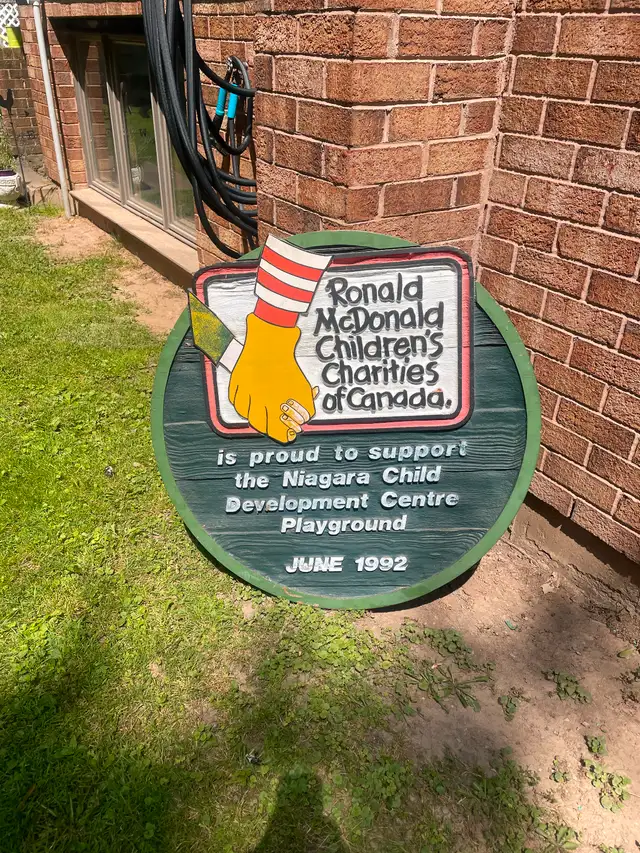 Ronald
McDonald
Children's
Charities
of Canada.
is proud to support
the Niagara Child
Development Centre
Playground
JUNE 1992